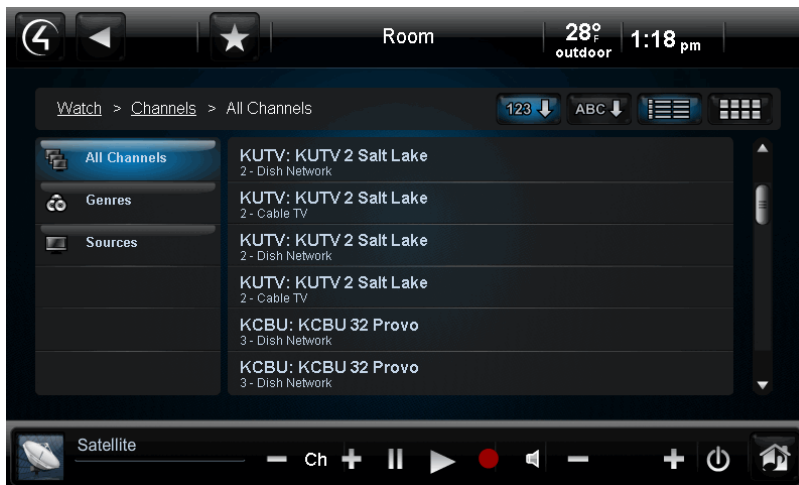 4 Room 28°F outdoor 1:18 pm
Watch > Channels > All Channels 123 ABC
All Channels
Genres
Sources
KUTV: KUTV 2 Salt Lake
2 - Dish Network
KUTV: KUTV 2 Salt Lake
2 - Cable TV
KUTV: KUTV 2 Salt Lake
2 - Dish Network
KUTV: KUTV 2 Salt Lake
2 - Cable TV
KCBU: KCBU 32 Provo
3 - Dish Network
KCBU: KCBU 32 Provo
3 - Dish Network
Satellite
Ch